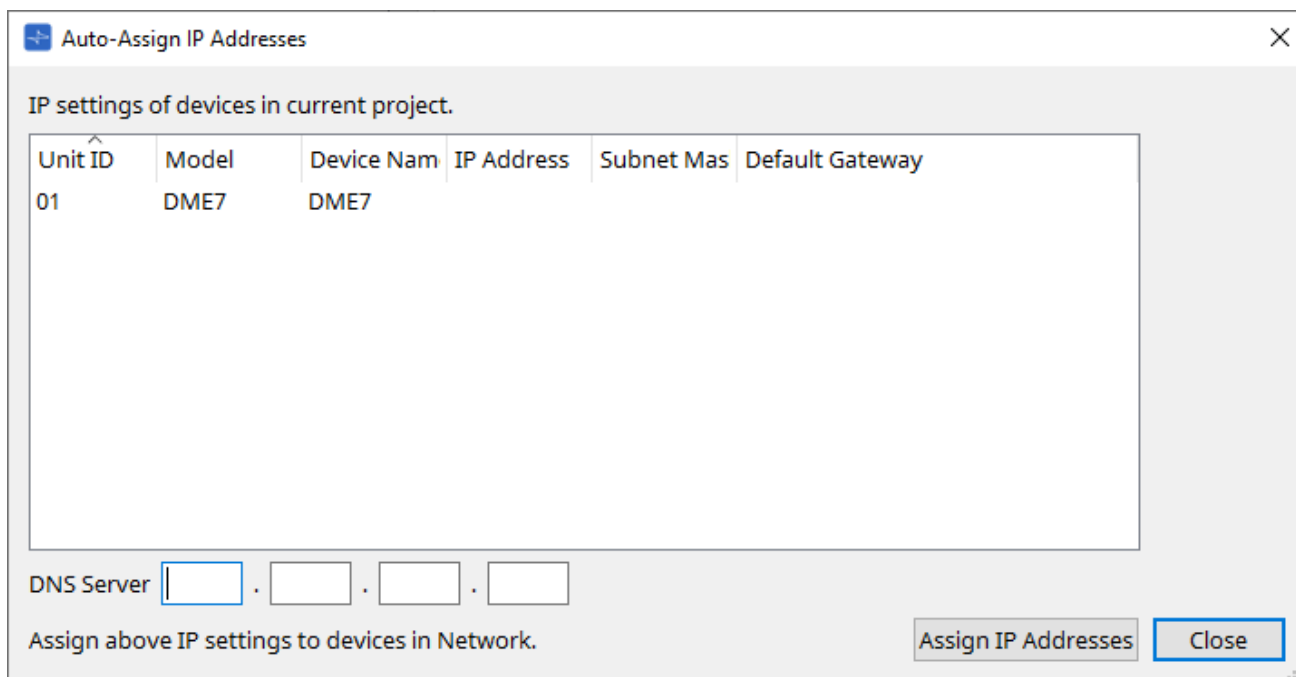 Auto-Assign IP Addresses
IP settings of devices in current project.
Unit ID Model Device Nam IP Address Subnet Mas Default Gateway
01 DME7 DME7
DNS Server . . .
Assign above IP settings to devices in Network. Assign IP Addresses Close